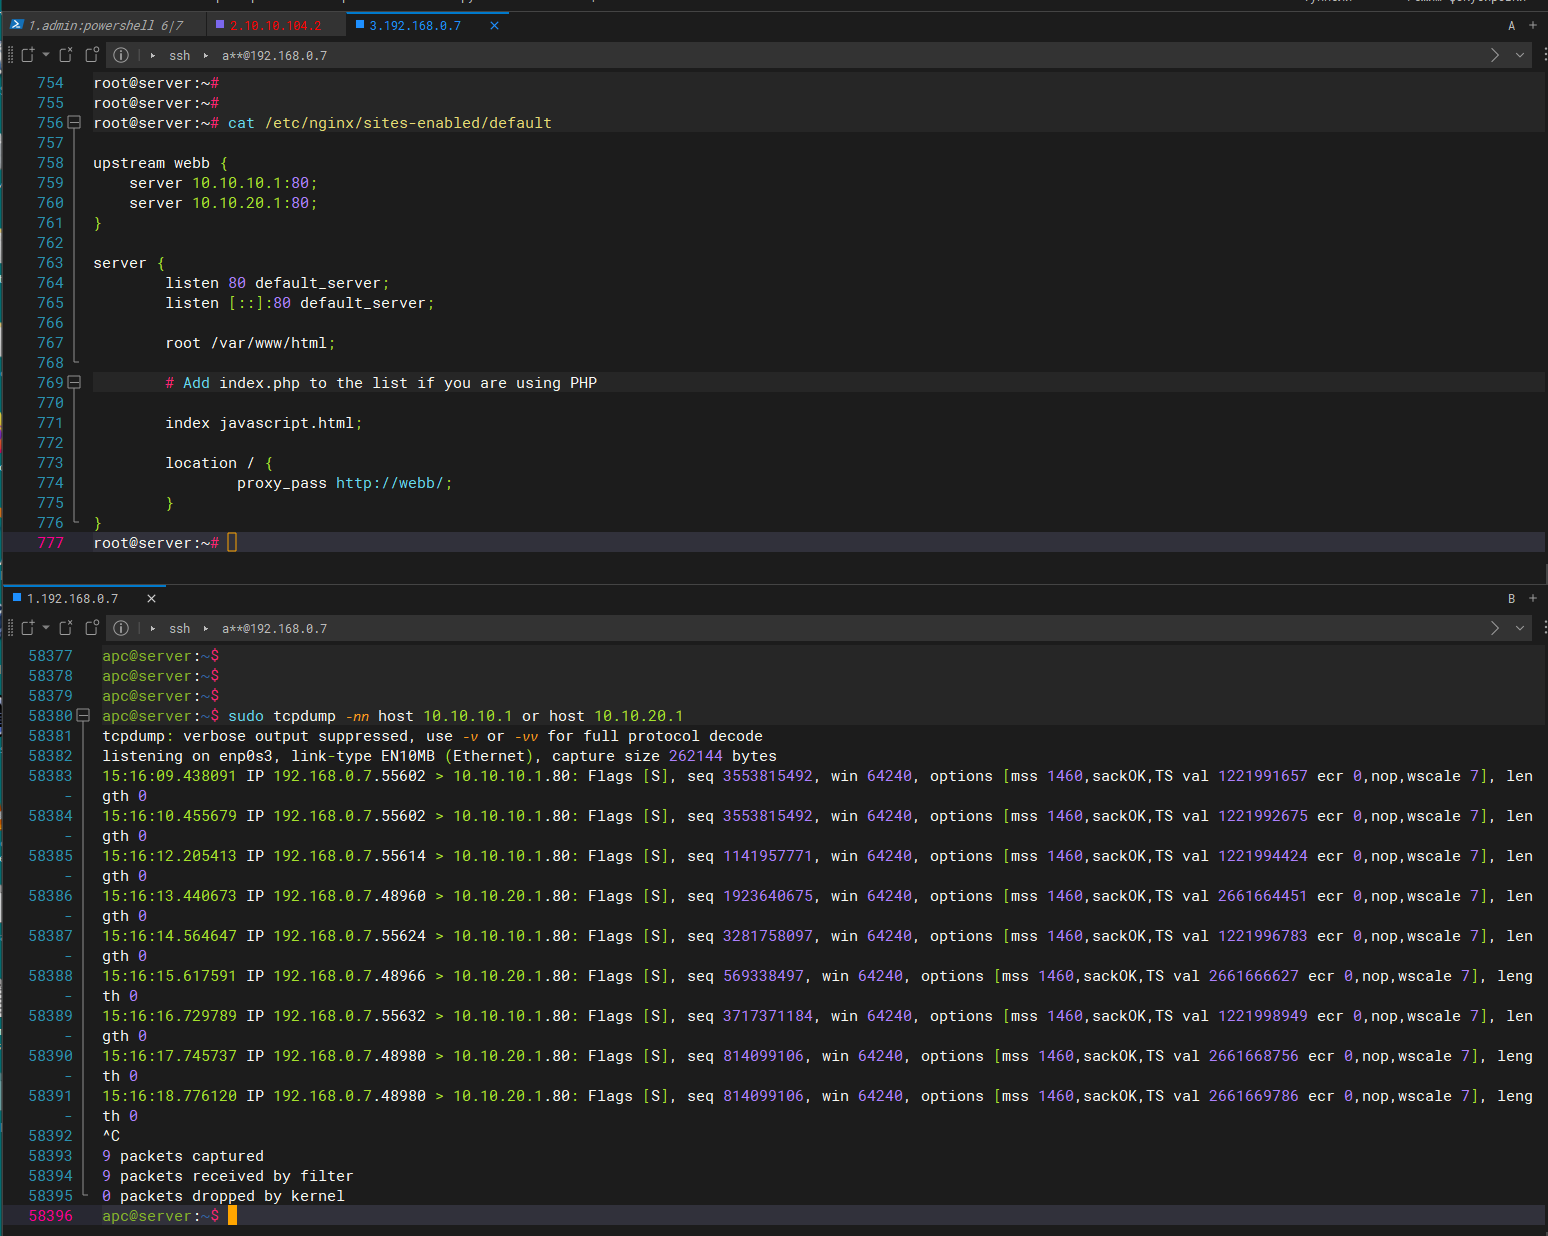 1.admin:powershell 6|7
2.10.10.104.2
3.192.168.0.7
A
ssh a**@192.168.0.7
754 root@server:~#
755 root@server:~#
756 root@server:~# cat /etc/nginx/sites-enabled/default
757
758 upstream webb {
759 server 10.10.10.1:80;
760 server 10.10.20.1:80;
761 }
762
763 server {
764 listen 80 default_server;
765 listen [::]:80 default_server;
766
767 root /var/www/html;
768
769 # Add index.php to the list if you are using PHP
770
771 index javascript.html;
772
773 location / {
774 proxy_pass http://webb/;
775 }
776 }
777 root@server:~#
1.192.168.0.7
B
ssh a**@192.168.0.7
58377 apc@server:~$
58378 apc@server:~$
58379 apc@server:~$
58380 apc@server:~$ sudo tcpdump -nn host 10.10.10.1 or host 10.10.20.1
58381 tcpdump: verbose output suppressed, use -v or -vv for full protocol decode
58382 listening on enp0s3, link-type EN10MB (Ethernet), capture size 262144 bytes
58383 15:16:09.438091 IP 192.168.0.7.55602 > 10.10.10.1.80: Flags [S], seq 3553815492, win 64240, options [mss 1460,sackOK,TS val 1221991657 ecr 0,nop,wscale 7], len
- gth 0
58384 15:16:10.455679 IP 192.168.0.7.55602 > 10.10.10.1.80: Flags [S], seq 3553815492, win 64240, options [mss 1460,sackOK,TS val 1221992675 ecr 0,nop,wscale 7], len
- gth 0
58385 15:16:12.205413 IP 192.168.0.7.55614 > 10.10.10.1.80: Flags [S], seq 1141957771, win 64240, options [mss 1460,sackOK,TS val 1221994424 ecr 0,nop,wscale 7], len
- gth 0
58386 15:16:13.440673 IP 192.168.0.7.48960 > 10.10.20.1.80: Flags [S], seq 1923640675, win 64240, options [mss 1460,sackOK,TS val 2661664451 ecr 0,nop,wscale 7], len
- gth 0
58387 15:16:14.564647 IP 192.168.0.7.55624 > 10.10.10.1.80: Flags [S], seq 3281758097, win 64240, options [mss 1460,sackOK,TS val 1221996783 ecr 0,nop,wscale 7], len
- gth 0
58388 15:16:15.617591 IP 192.168.0.7.48966 > 10.10.20.1.80: Flags [S], seq 569338497, win 64240, options [mss 1460,sackOK,TS val 2661666627 ecr 0,nop,wscale 7], leng
- th 0
58389 15:16:16.729789 IP 192.168.0.7.55632 > 10.10.10.1.80: Flags [S], seq 3717371184, win 64240, options [mss 1460,sackOK,TS val 1221998949 ecr 0,nop,wscale 7], len
- gth 0
58390 15:16:17.745737 IP 192.168.0.7.48980 > 10.10.20.1.80: Flags [S], seq 814099106, win 64240, options [mss 1460,sackOK,TS val 2661668756 ecr 0,nop,wscale 7], leng
- th 0
58391 15:16:18.776120 IP 192.168.0.7.48980 > 10.10.20.1.80: Flags [S], seq 814099106, win 64240, options [mss 1460,sackOK,TS val 2661669786 ecr 0,nop,wscale 7], leng
- th 0
58392 ^C
58393 9 packets captured
58394 9 packets received by filter
58395 0 packets dropped by kernel
58396 apc@server:~$